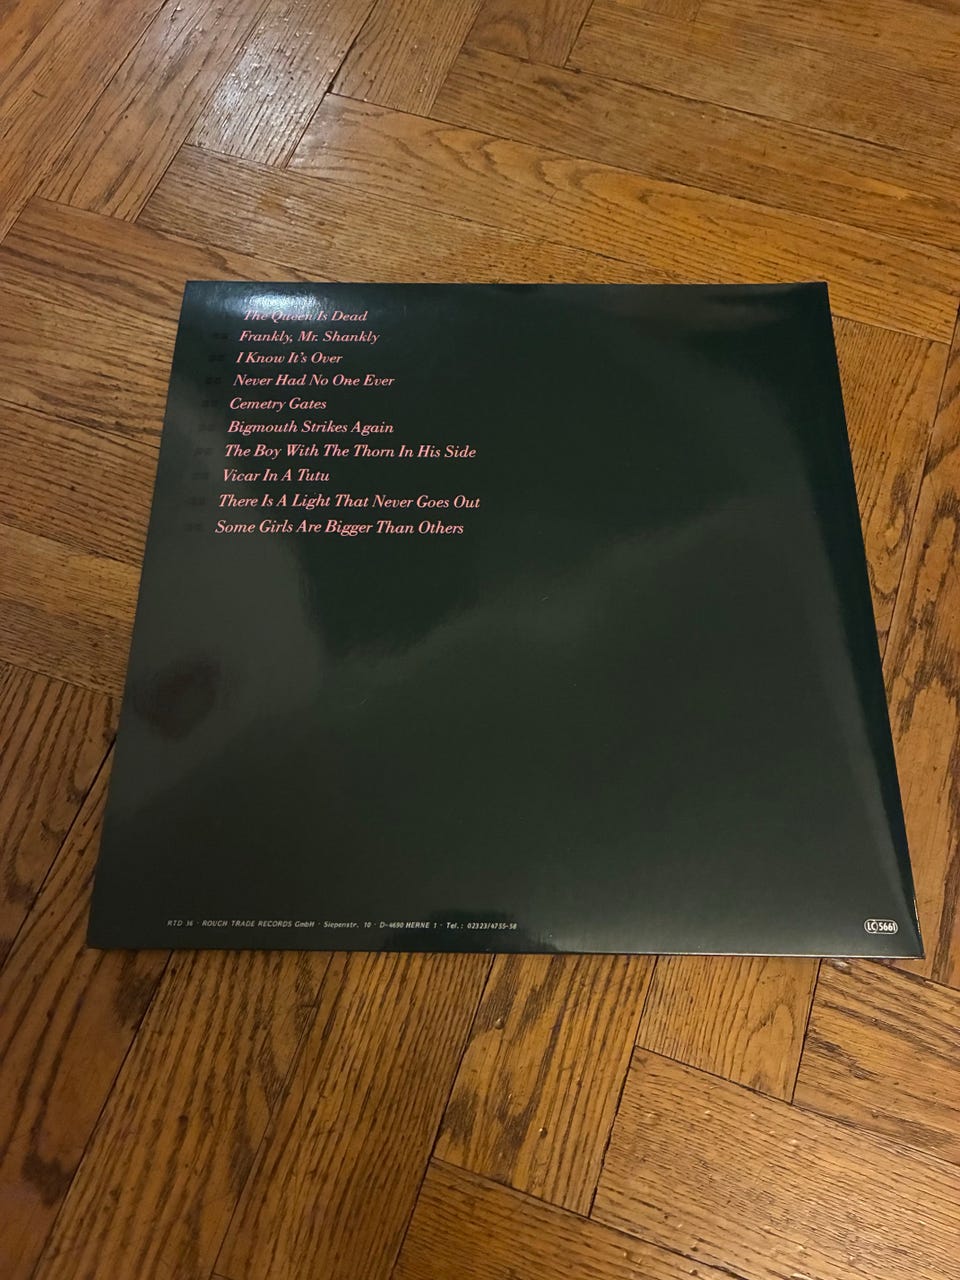 The Queen Is Dead
Frankly, Mr. Shankly
I Know It's Over
Never Had No One Ever
Cemetry Gates
Bigmouth Strikes Again
The Boy With The Thorn In His Side
Vicar In A Tutu
There Is A Light That Never Goes Out
Some Girls Are Bigger Than Others
RTD 36 · ROUGH TRADE RECORDS GmbH · Siepenstr. 10 · D-4690 HERNE 1 · Tel.: 02323/4755-58
LC 5661